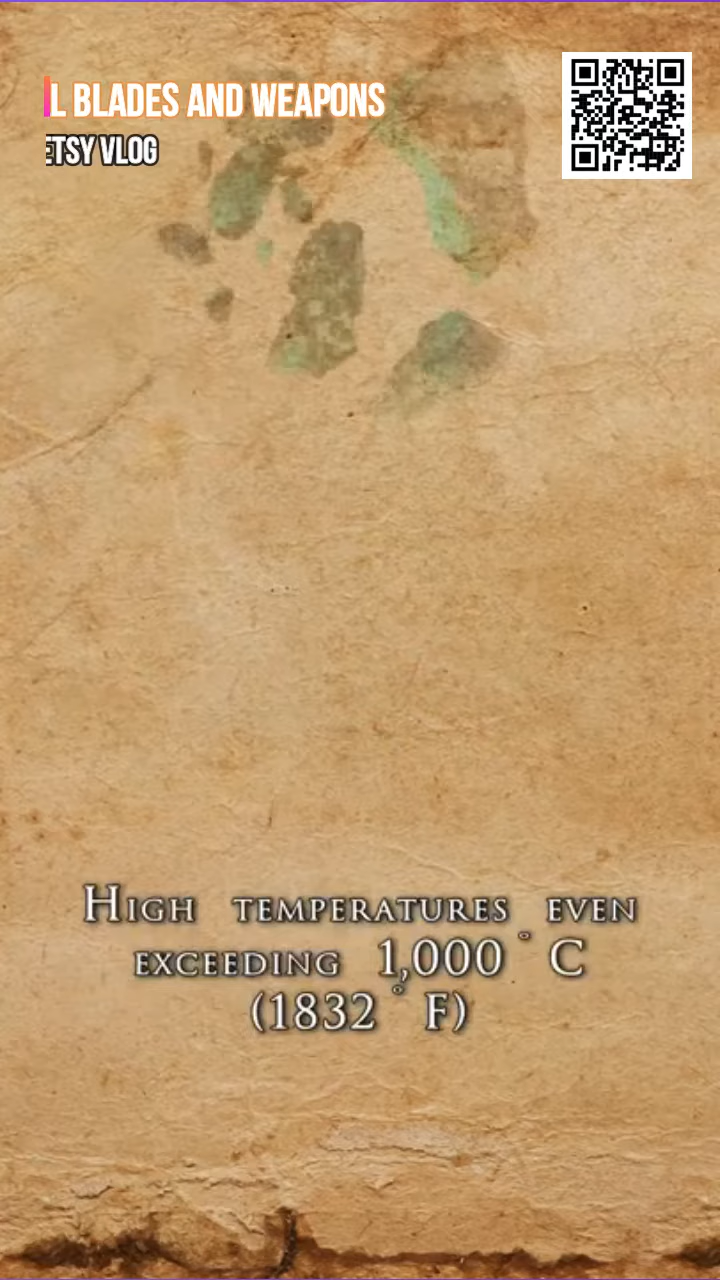 L BLADES AND WEAPONS
ETSY VLOG
HIGH TEMPERATURES EVEN
EXCEEDING 1,000 ° C
(1832 ° F)